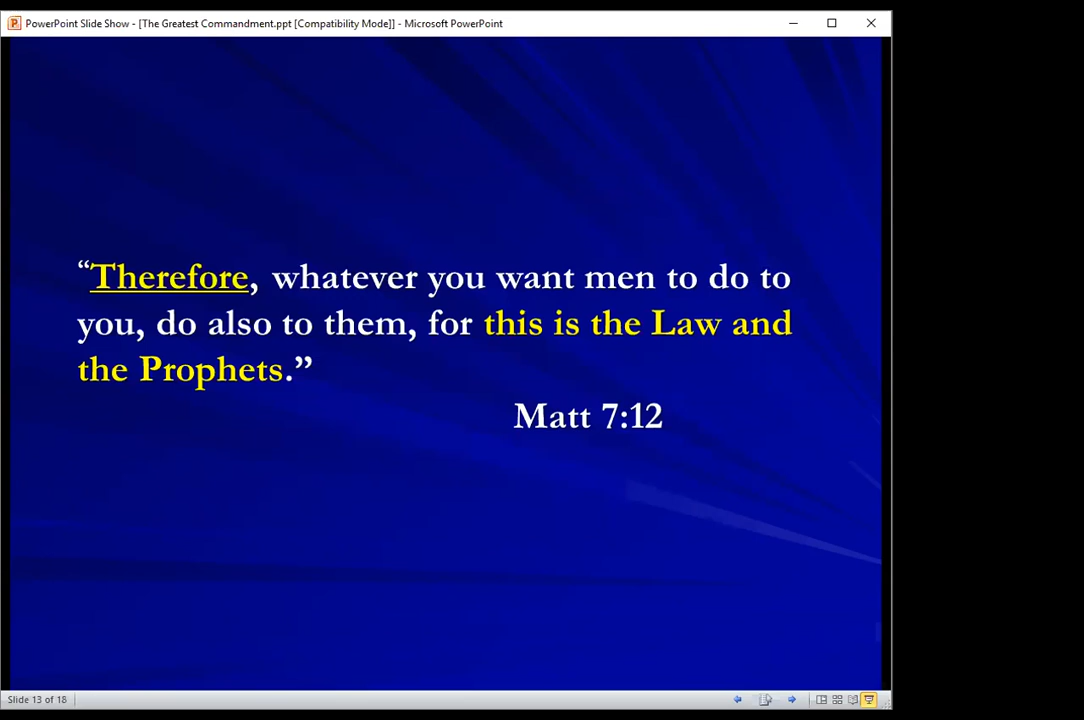 PowerPoint Slide Show - [The Greatest Commandment.ppt [Compatibility Mode]] - Microsoft PowerPoint
“Therefore, whatever you want men to do to
you, do also to them, for this is the Law and
the Prophets.”
Matt 7:12
Slide 13 of 18